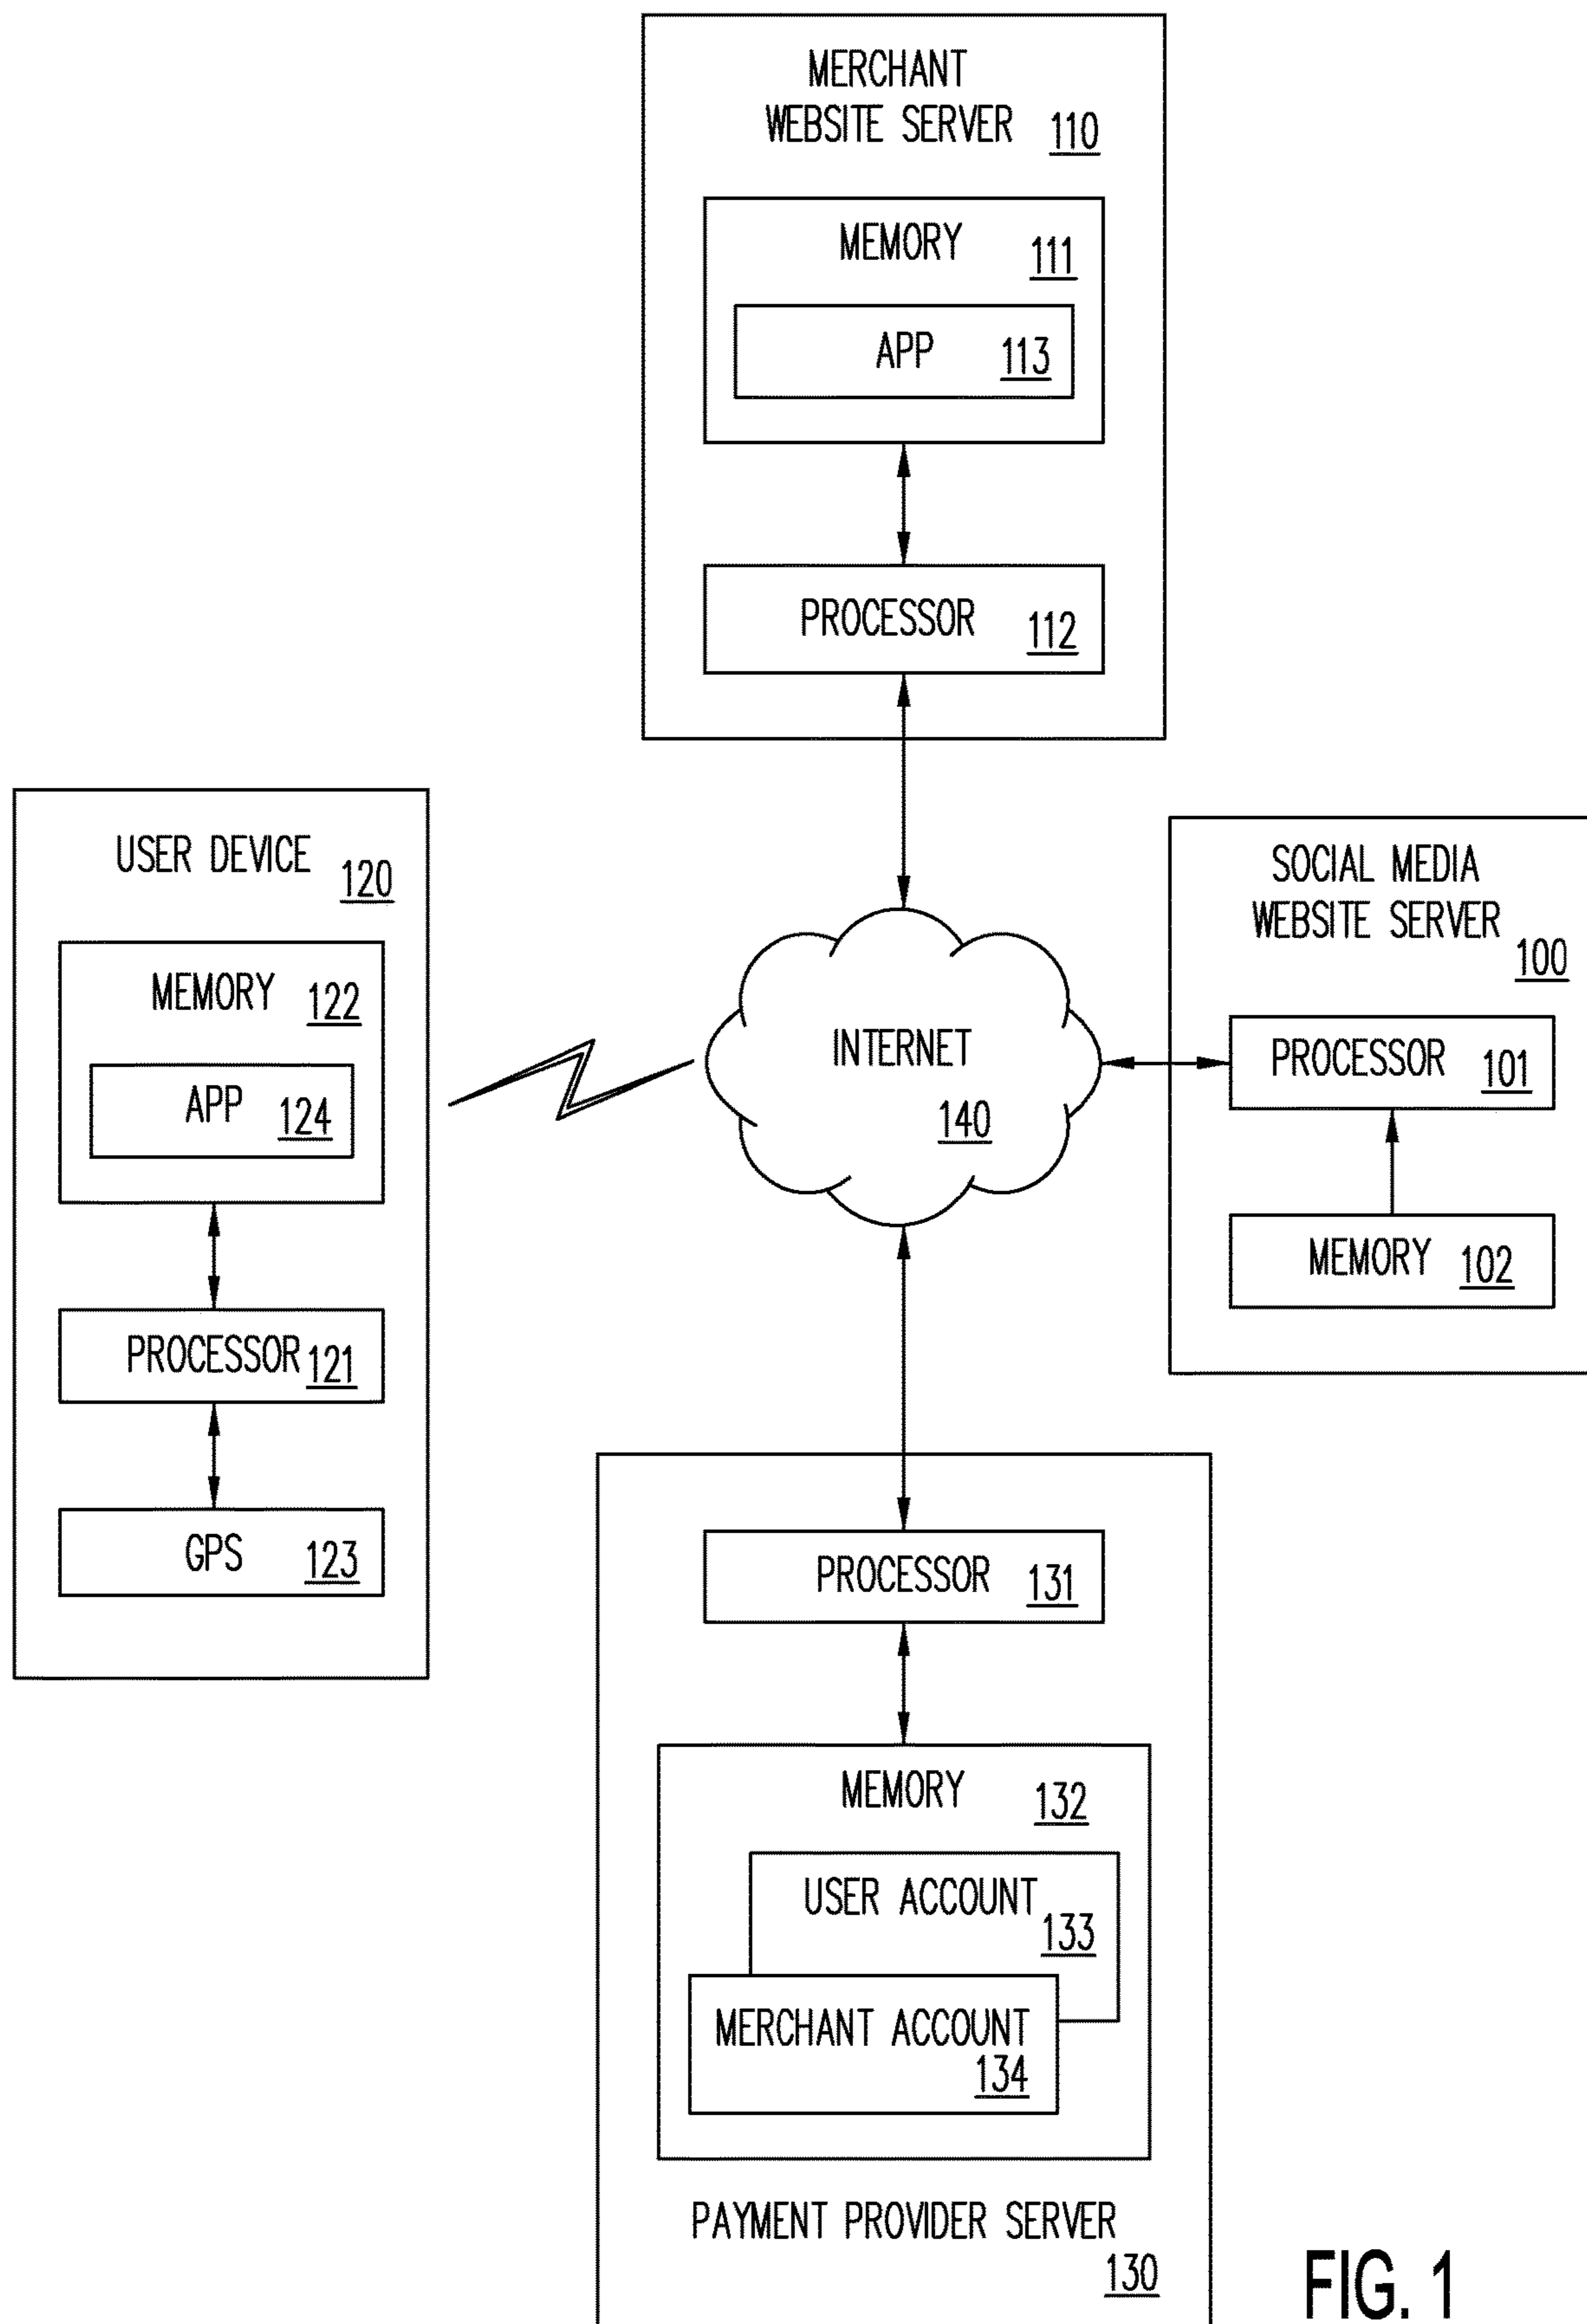 MERCHANT
WEBSITE SERVER 110
MEMORY 111
APP 113
PROCESSOR 112
USER DEVICE 120
MEMORY 122
APP 124
PROCESSOR 121
GPS 123
INTERNET
140
SOCIAL MEDIA
WEBSITE SERVER
100
PROCESSOR 101
MEMORY 102
PROCESSOR 131
MEMORY 132
USER ACCOUNT
133
MERCHANT ACCOUNT
134
PAYMENT PROVIDER SERVER
130
FIG. 1